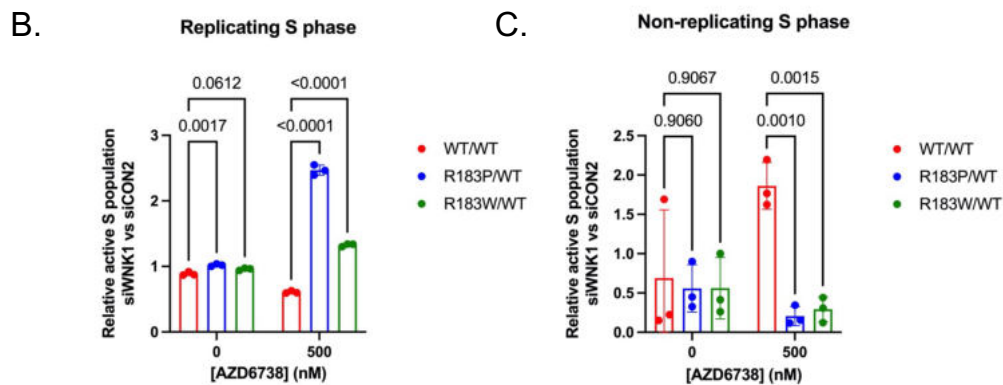 B.
Replicating S phase
<0.0001
0.0612
0.0017
<0.0001
Relative active S population
siWNK1 vs siCON2
3
2
1
0
0
500
[AZD6738] (nM)
WT/WT
R183P/WT
R183W/WT
C.
Non-replicating S phase
0.9067
0.0015
0.9060
0.0010
Relative active S population
siWNK1 vs siCON2
2.5
2.0
1.5
1.0
0.5
0.0
0
500
[AZD6738] (nM)
WT/WT
R183P/WT
R183W/WT